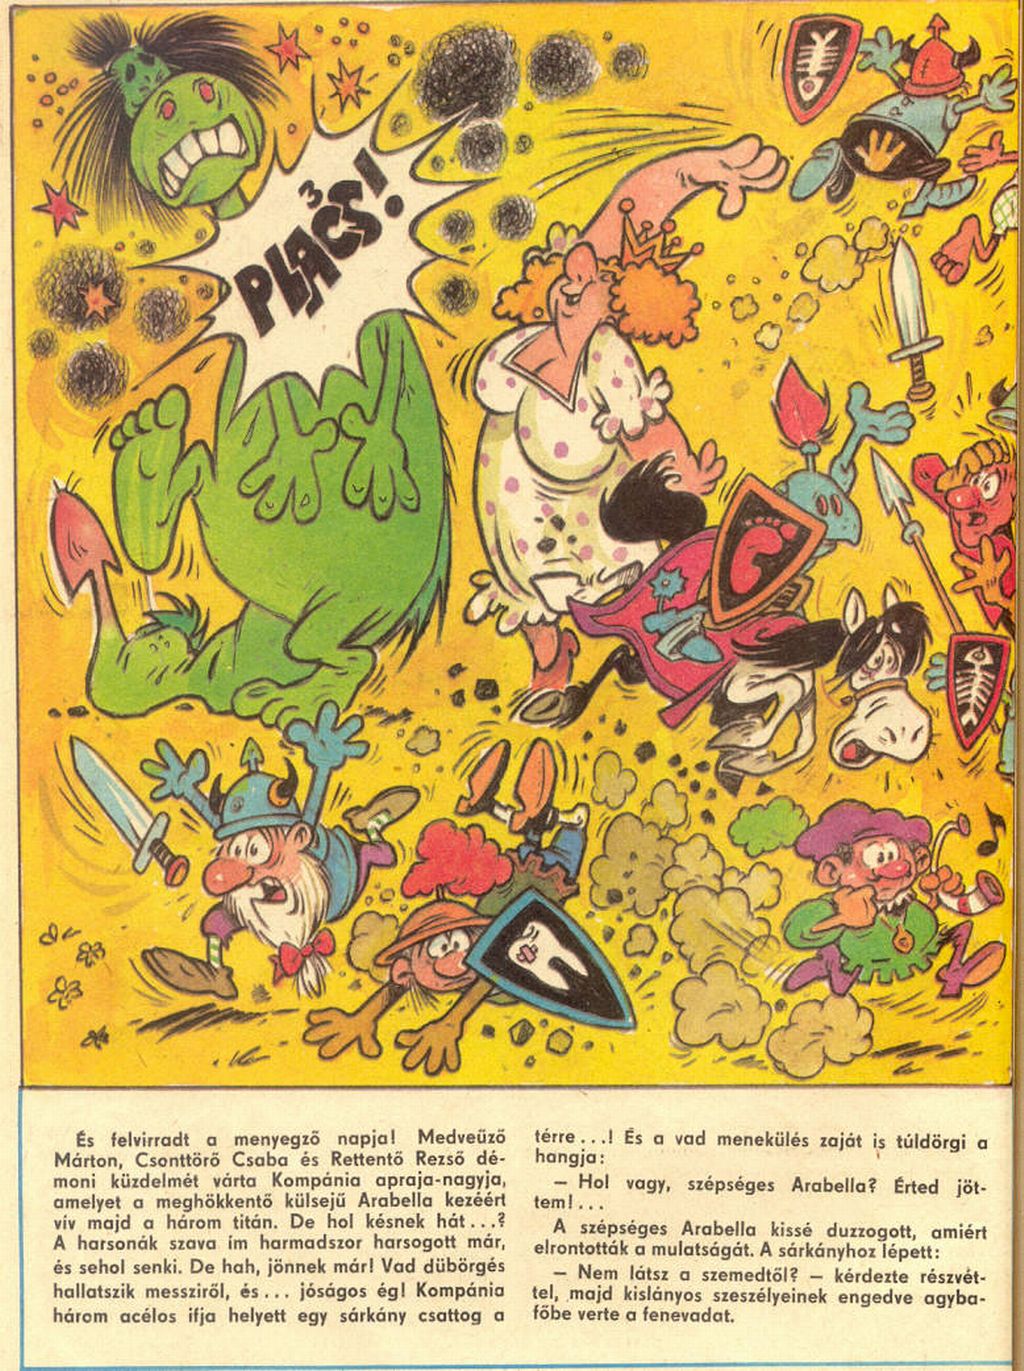 PLÁCS!
És felvirradt a menyegző napja! Medveűző
Márton, Csonttörő Csaba és Rettentő Rezső dé-
moni küzdelmét várta Kompánia apraja-nagyja,
amelyet a meghökkentő külsejű Arabella kezéért
vív majd a három titán. De hol késnek hát...?
A harsonák szava ím harmadszor harsogott már,
és sehol senki. De hah, jönnek már! Vad dübörgés
hallatszik messziről, és... jóságos ég! Kompánia
három acélos ifja helyett egy sárkány csattog a
térre...! És a vad menekülés zaját is túldörgi a
hangja:
— Hol vagy, szépséges Arabella? Érted jöt-
tem!...
A szépséges Arabella kissé duzzogott, amiért
elrontották a mulatságát. A sárkányhoz lépett:
— Nem látsz a szemedtől? — kérdezte részvét-
tel, majd kislányos szeszélyeinek engedve agyba-
főbe verte a fenevadat.